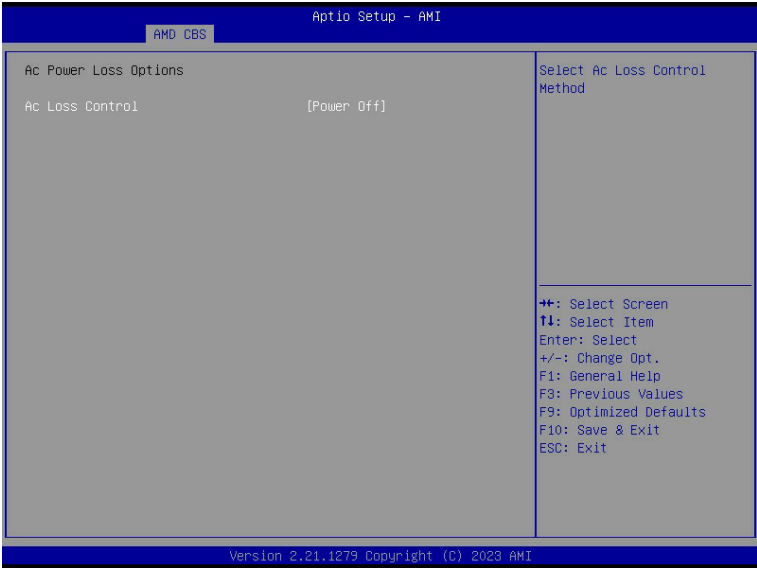 Aptio Setup - AMI
AMD CBS
Ac Power Loss Options
Ac Loss Control [Power Off]
Select Ac Loss Control
Method
→←: Select Screen
↑↓: Select Item
Enter: Select
+/-: Change Opt.
F1: General Help
F3: Previous Values
F9: Optimized Defaults
F10: Save & Exit
ESC: Exit
Version 2.21.1279 Copyright (C) 2023 AMI